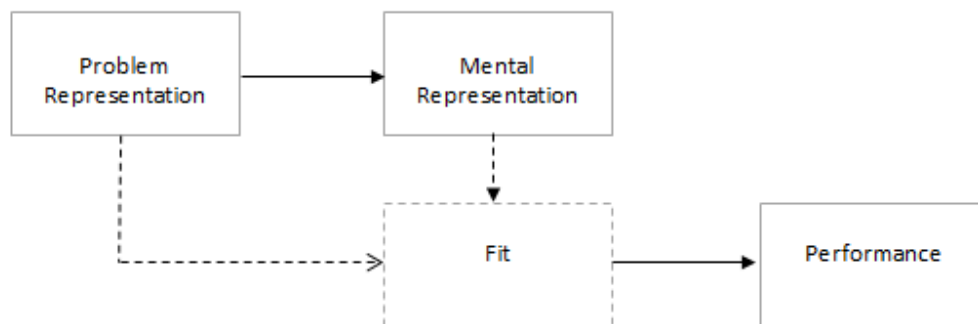 Problem
Representation
Mental
Representation
Fit
Performance